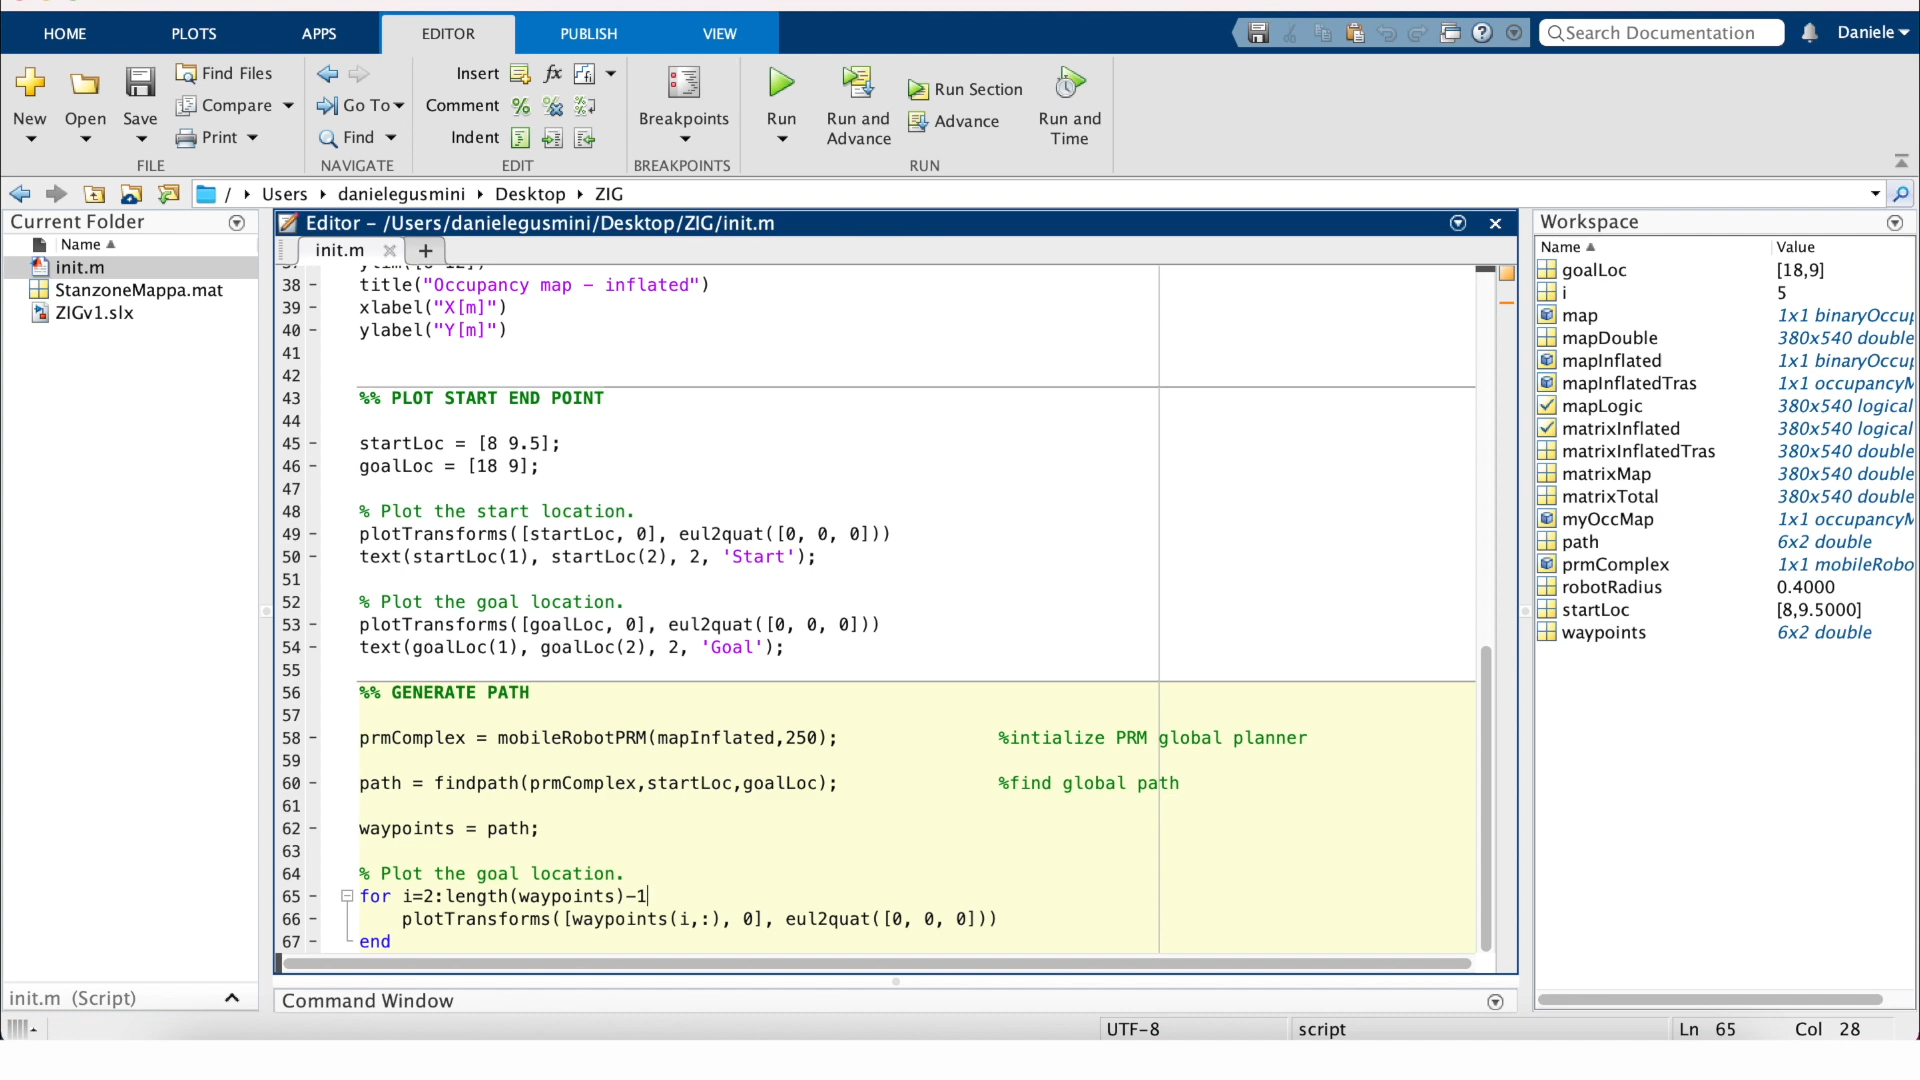 HOME PLOTS APPS EDITOR PUBLISH VIEW Search Documentation Daniele
New Open Save Find Files Compare Print FILE
Go To Find NAVIGATE
Insert fx Comment Indent EDIT
Breakpoints BREAKPOINTS
Run Run and Advance Run Section Advance Run and Time RUN
/ Users danielegusmini Desktop ZIG
Current Folder
Name
init.m
StanzoneMappa.mat
ZIGv1.slx
init.m (Script)
Editor - /Users/danielegusmini/Desktop/ZIG/init.m
init.m
38 - title("Occupancy map - inflated")
39 - xlabel("X[m]")
40 - ylabel("Y[m]")
41
42
43 %% PLOT START END POINT
44
45 - startLoc = [8 9.5];
46 - goalLoc = [18 9];
47
48 % Plot the start location.
49 - plotTransforms([startLoc, 0], eul2quat([0, 0, 0]))
50 - text(startLoc(1), startLoc(2), 2, 'Start');
51
52 % Plot the goal location.
53 - plotTransforms([goalLoc, 0], eul2quat([0, 0, 0]))
54 - text(goalLoc(1), goalLoc(2), 2, 'Goal');
55
56 %% GENERATE PATH
57
58 - prmComplex = mobileRobotPRM(mapInflated,250); %intialize PRM global planner
59
60 - path = findpath(prmComplex,startLoc,goalLoc); %find global path
61
62 - waypoints = path;
63
64 % Plot the goal location.
65 - for i=2:length(waypoints)-1
66 - plotTransforms([waypoints(i,:), 0], eul2quat([0, 0, 0]))
67 - end
Command Window
Workspace
Name Value
goalLoc [18,9]
i 5
map 1x1 binaryOccup
mapDouble 380x540 double
mapInflated 1x1 binaryOccup
mapInflatedTras 1x1 occupancyM
mapLogic 380x540 logical
matrixInflated 380x540 logical
matrixInflatedTras 380x540 double
matrixMap 380x540 double
matrixTotal 380x540 double
myOccMap 1x1 occupancyM
path 6x2 double
prmComplex 1x1 mobileRobo
robotRadius 0.4000
startLoc [8,9.5000]
waypoints 6x2 double
UTF-8 script Ln 65 Col 28